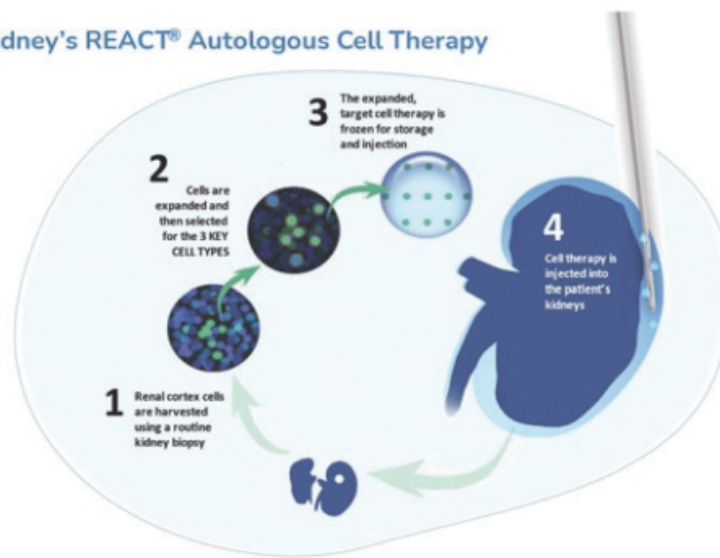 dney's REACT® Autologous Cell Therapy
3
The expanded,
target cell therapy is
frozen for storage
and injection
2
Cells are
expanded and
then selected
for the 3 KEY
CELL TYPES
4
Cell therapy is
injected into
the patient's
kidneys
1
Renal cortex cells
are harvested
using a routine
kidney biopsy